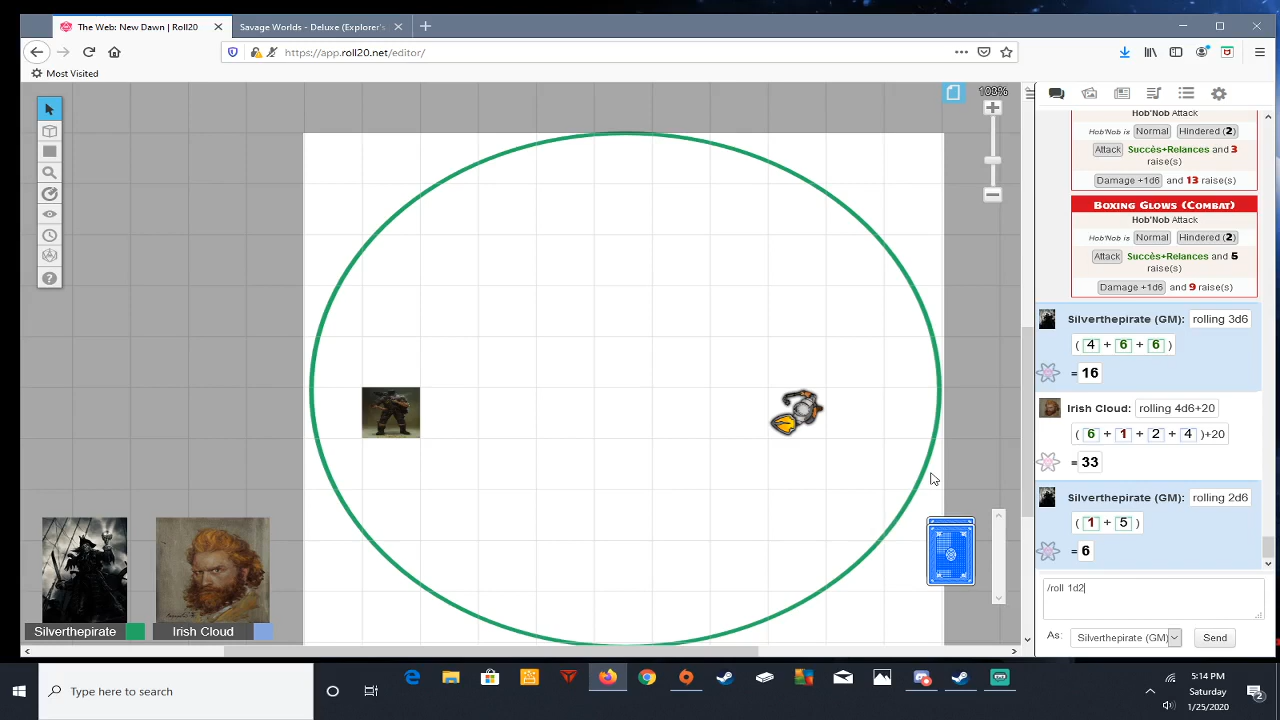 The Web: New Dawn | Roll20
Savage Worlds - Deluxe (Explorer's
https://app.roll20.net/editor/
Most Visited
103%
Hob'Nob Attack
Hob'Nob is Normal Hindered (2)
Attack Succès+Relances and 3
raise(s)
Damage +1d6 and 13 raise(s)
Boxing Glows (Combat)
Hob'Nob Attack
Hob'Nob is Normal Hindered (2)
Attack Succès+Relances and 5
raise(s)
Damage +1d6 and 9 raise(s)
Silverthepirate (GM): rolling 3d6
( 4 + 6 + 6 )
= 16
Irish Cloud: rolling 4d6+20
( 6 + 1 + 2 + 4 )+20
= 33
Silverthepirate (GM): rolling 2d6
( 1 + 5 )
= 6
/roll 1d2
As: Silverthepirate (GM) Send
Silverthepirate
Irish Cloud
Type here to search
5:14 PM
Saturday
1/25/2020
2